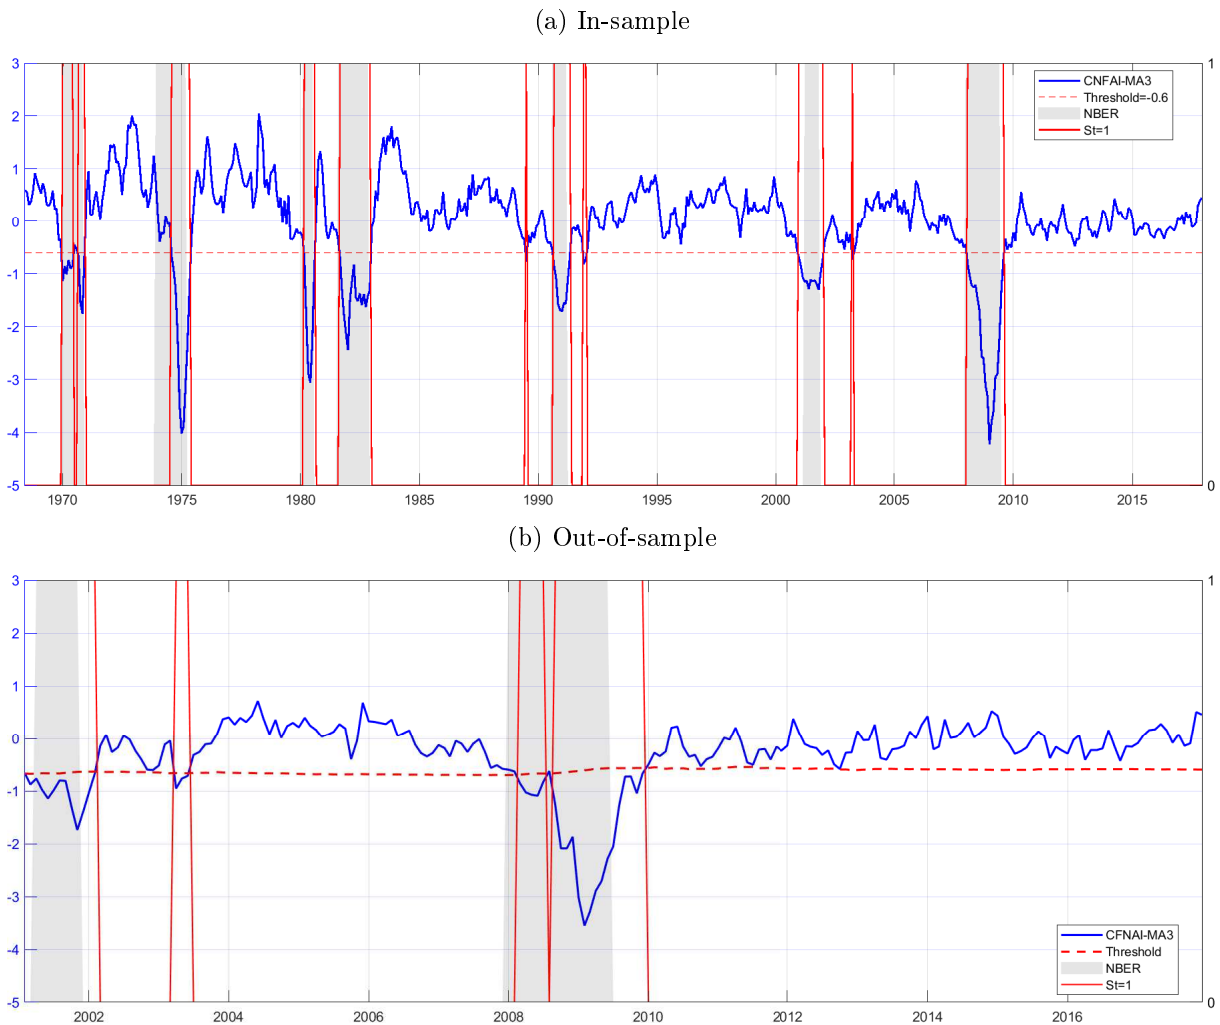 (a) In-sample
3
2
1
0
-1
-2
-3
-4
-5
1
0
CNFAI-MA3
Threshold=-0.6
NBER
St=1
1970 1975 1980 1985 1990 1995 2000 2005 2010 2015
(b) Out-of-sample
3
2
1
0
-1
-2
-3
-4
-5
1
0
CFNAI-MA3
Threshold
NBER
St=1
2002 2004 2006 2008 2010 2012 2014 2016